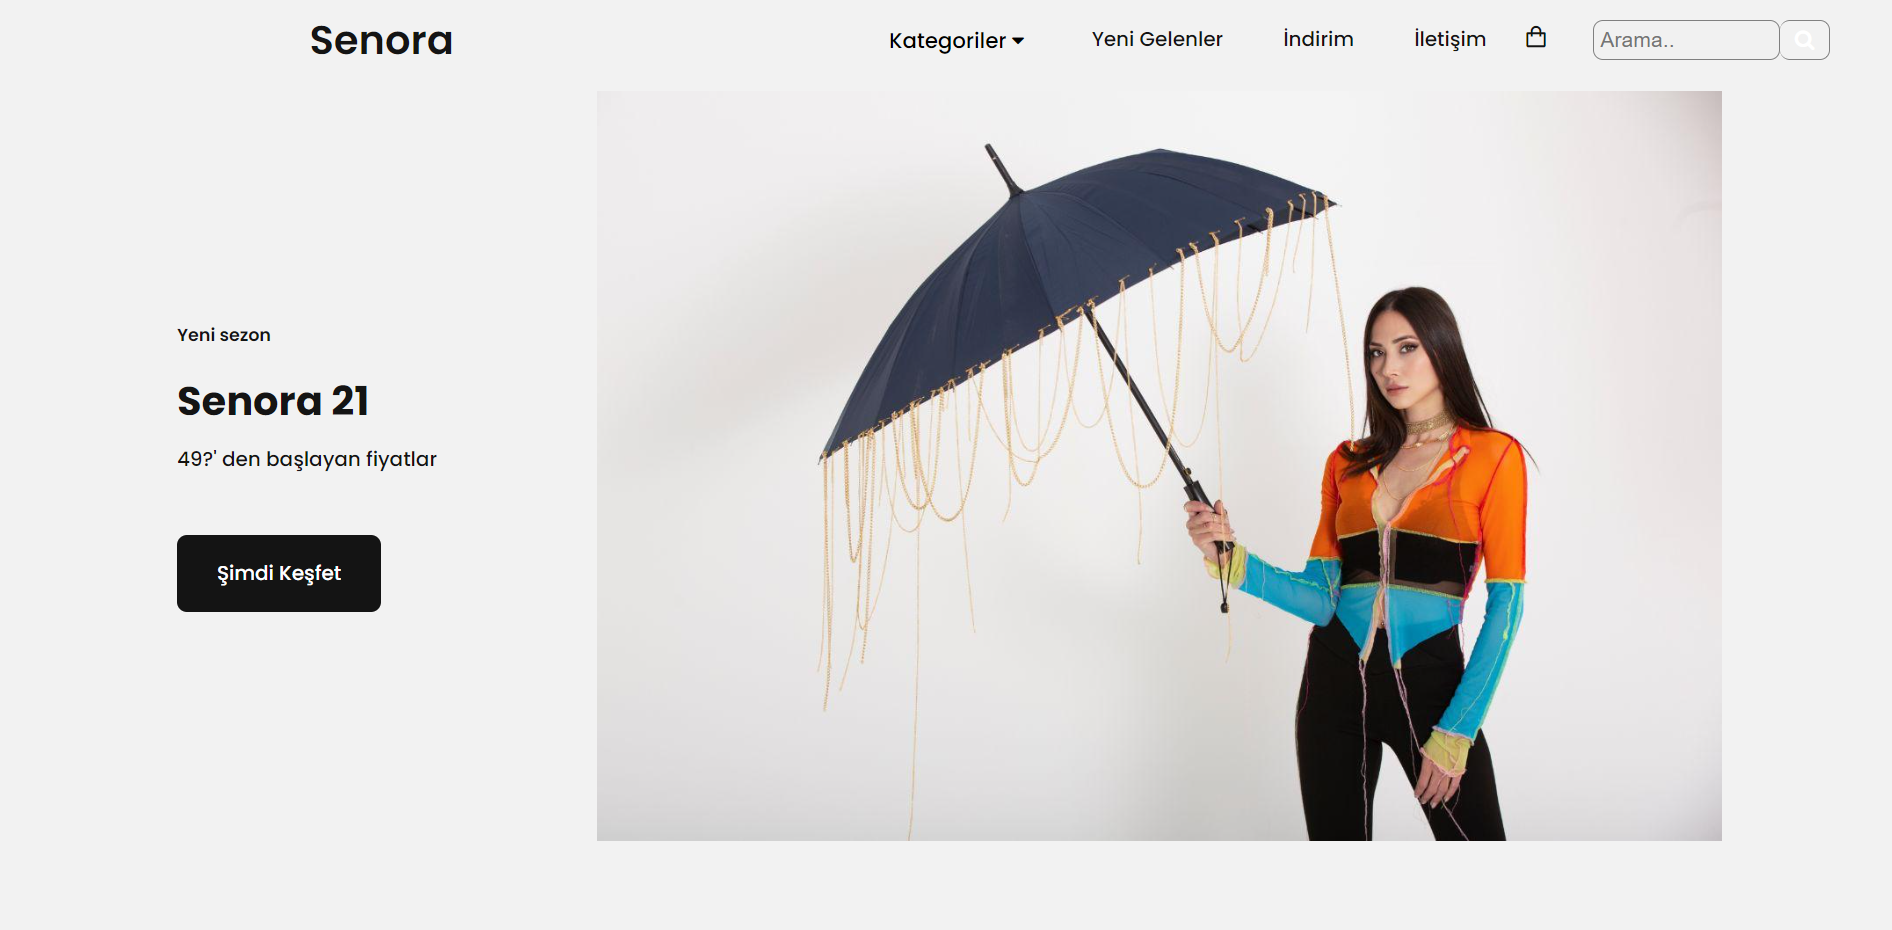 Senora
Kategoriler
Yeni Gelenler
İndirim
İletişim
Arama..
Yeni sezon
Senora 21
49?' den başlayan fiyatlar
Şimdi Keşfet